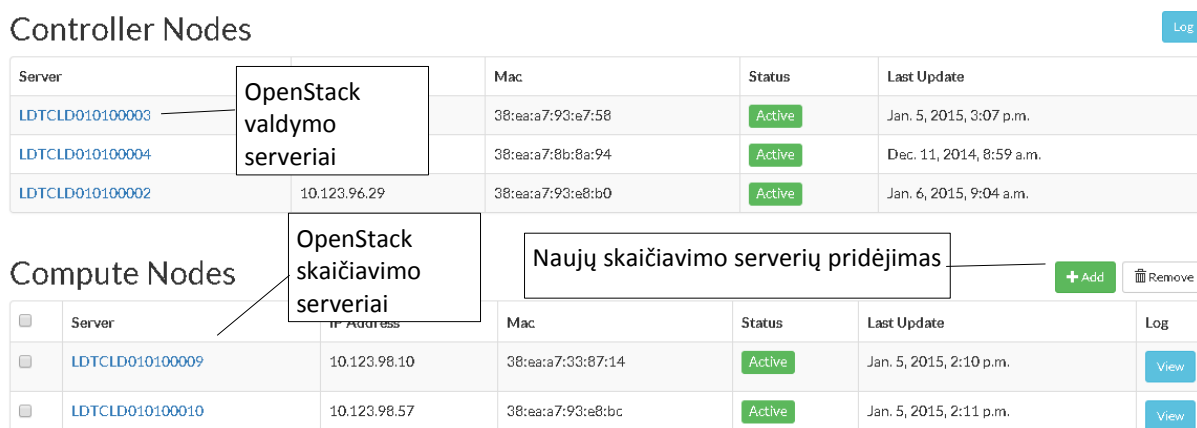 Controller Nodes
Log
Server Mac Status Last Update
LDTCLD010100003 38:ea:a7:93:e7:58 Active Jan. 5, 2015, 3:07 p.m.
LDTCLD010100004 38:ea:a7:8b:8a:94 Active Dec. 11, 2014, 8:59 a.m.
LDTCLD010100002 10.123.96.29 38:ea:a7:93:e8:b0 Active Jan. 6, 2015, 9:04 a.m.
OpenStack
valdymo
serveriai
OpenStack
skaičiavimo
serveriai
Naujų skaičiavimo serverių pridėjimas
Compute Nodes
Add Remove
Server IP Address Mac Status Last Update Log
LDTCLD010100009 10.123.98.10 38:ea:a7:33:87:14 Active Jan. 5, 2015, 2:10 p.m. View
LDTCLD010100010 10.123.98.57 38:ea:a7:93:e8:bc Active Jan. 5, 2015, 2:11 p.m. View